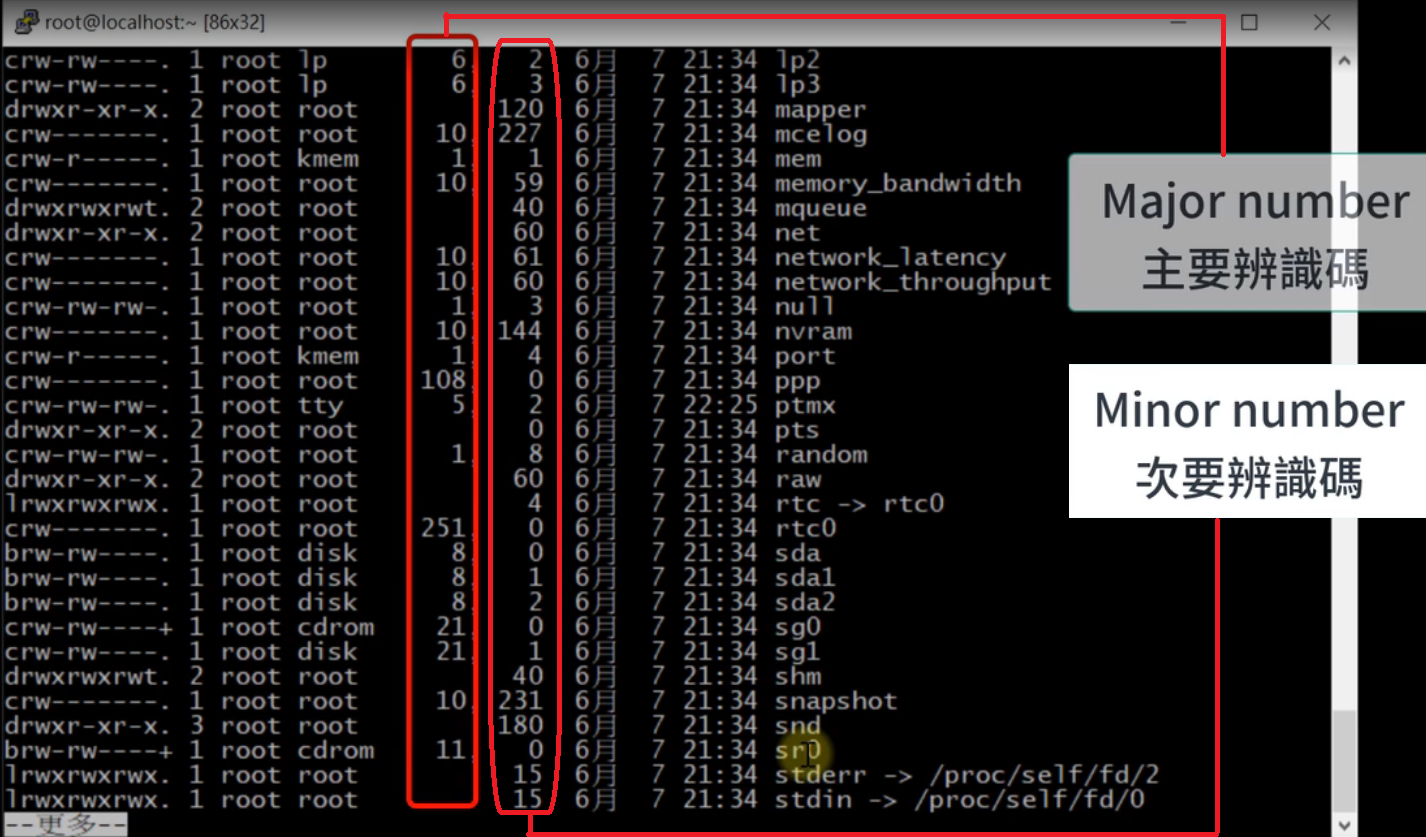 root@localhost:~ [86x32]
crw-rw----. 1 root lp 6, 2 6月 7 21:34 lp2
crw-rw----. 1 root lp 6, 3 6月 7 21:34 lp3
drwxr-xr-x. 2 root root 120 6月 7 21:34 mapper
crw-------. 1 root root 10, 227 6月 7 21:34 mcelog
crw-r-----. 1 root kmem 1, 1 6月 7 21:34 mem
crw-------. 1 root root 10, 59 6月 7 21:34 memory_bandwidth
drwxrwxrwt. 2 root root 40 6月 7 21:34 mqueue
drwxr-xr-x. 2 root root 60 6月 7 21:34 net
crw-------. 1 root root 10, 61 6月 7 21:34 network_latency
crw-------. 1 root root 10, 60 6月 7 21:34 network_throughput
crw-rw-rw-. 1 root root 1, 3 6月 7 21:34 null
crw-------. 1 root root 10, 144 6月 7 21:34 nvram
crw-r-----. 1 root kmem 1, 4 6月 7 21:34 port
crw-------. 1 root root 108, 0 6月 7 21:34 ppp
crw-rw-rw-. 1 root tty 5, 2 6月 7 22:25 ptmx
drwxr-xr-x. 2 root root 0 6月 7 21:34 pts
crw-rw-rw-. 1 root root 1, 8 6月 7 21:34 random
drwxr-xr-x. 2 root root 60 6月 7 21:34 raw
lrwxrwxrwx. 1 root root 4 6月 7 21:34 rtc -> rtc0
crw-------. 1 root root 251, 0 6月 7 21:34 rtc0
brw-rw----. 1 root disk 8, 0 6月 7 21:34 sda
brw-rw----. 1 root disk 8, 1 6月 7 21:34 sda1
brw-rw----. 1 root disk 8, 2 6月 7 21:34 sda2
crw-rw----+ 1 root cdrom 21, 0 6月 7 21:34 sg0
crw-rw----. 1 root disk 21, 1 6月 7 21:34 sg1
drwxrwxrwt. 2 root root 40 6月 7 21:34 shm
crw-------. 1 root root 10, 231 6月 7 21:34 snapshot
drwxr-xr-x. 3 root root 180 6月 7 21:34 snd
brw-rw----+ 1 root cdrom 11, 0 6月 7 21:34 sr0
lrwxrwxrwx. 1 root root 15 6月 7 21:34 stderr -> /proc/self/fd/2
lrwxrwxrwx. 1 root root 15 6月 7 21:34 stdin -> /proc/self/fd/0
--更多--
Major number
主要辨識碼
Minor number
次要辨識碼